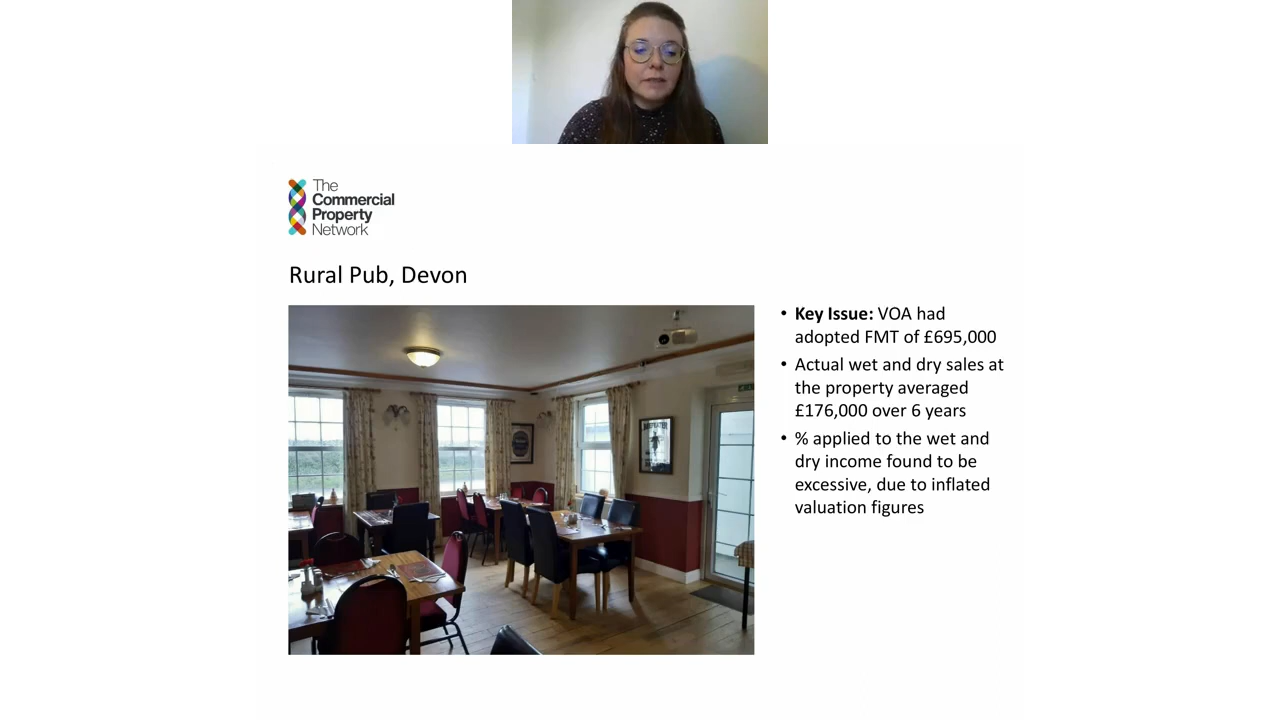 The
Commercial
Property
Network
Rural Pub, Devon
• Key Issue: VOA had
adopted FMT of £695,000
• Actual wet and dry sales at
the property averaged
£176,000 over 6 years
• % applied to the wet and
dry income found to be
excessive, due to inflated
valuation figures